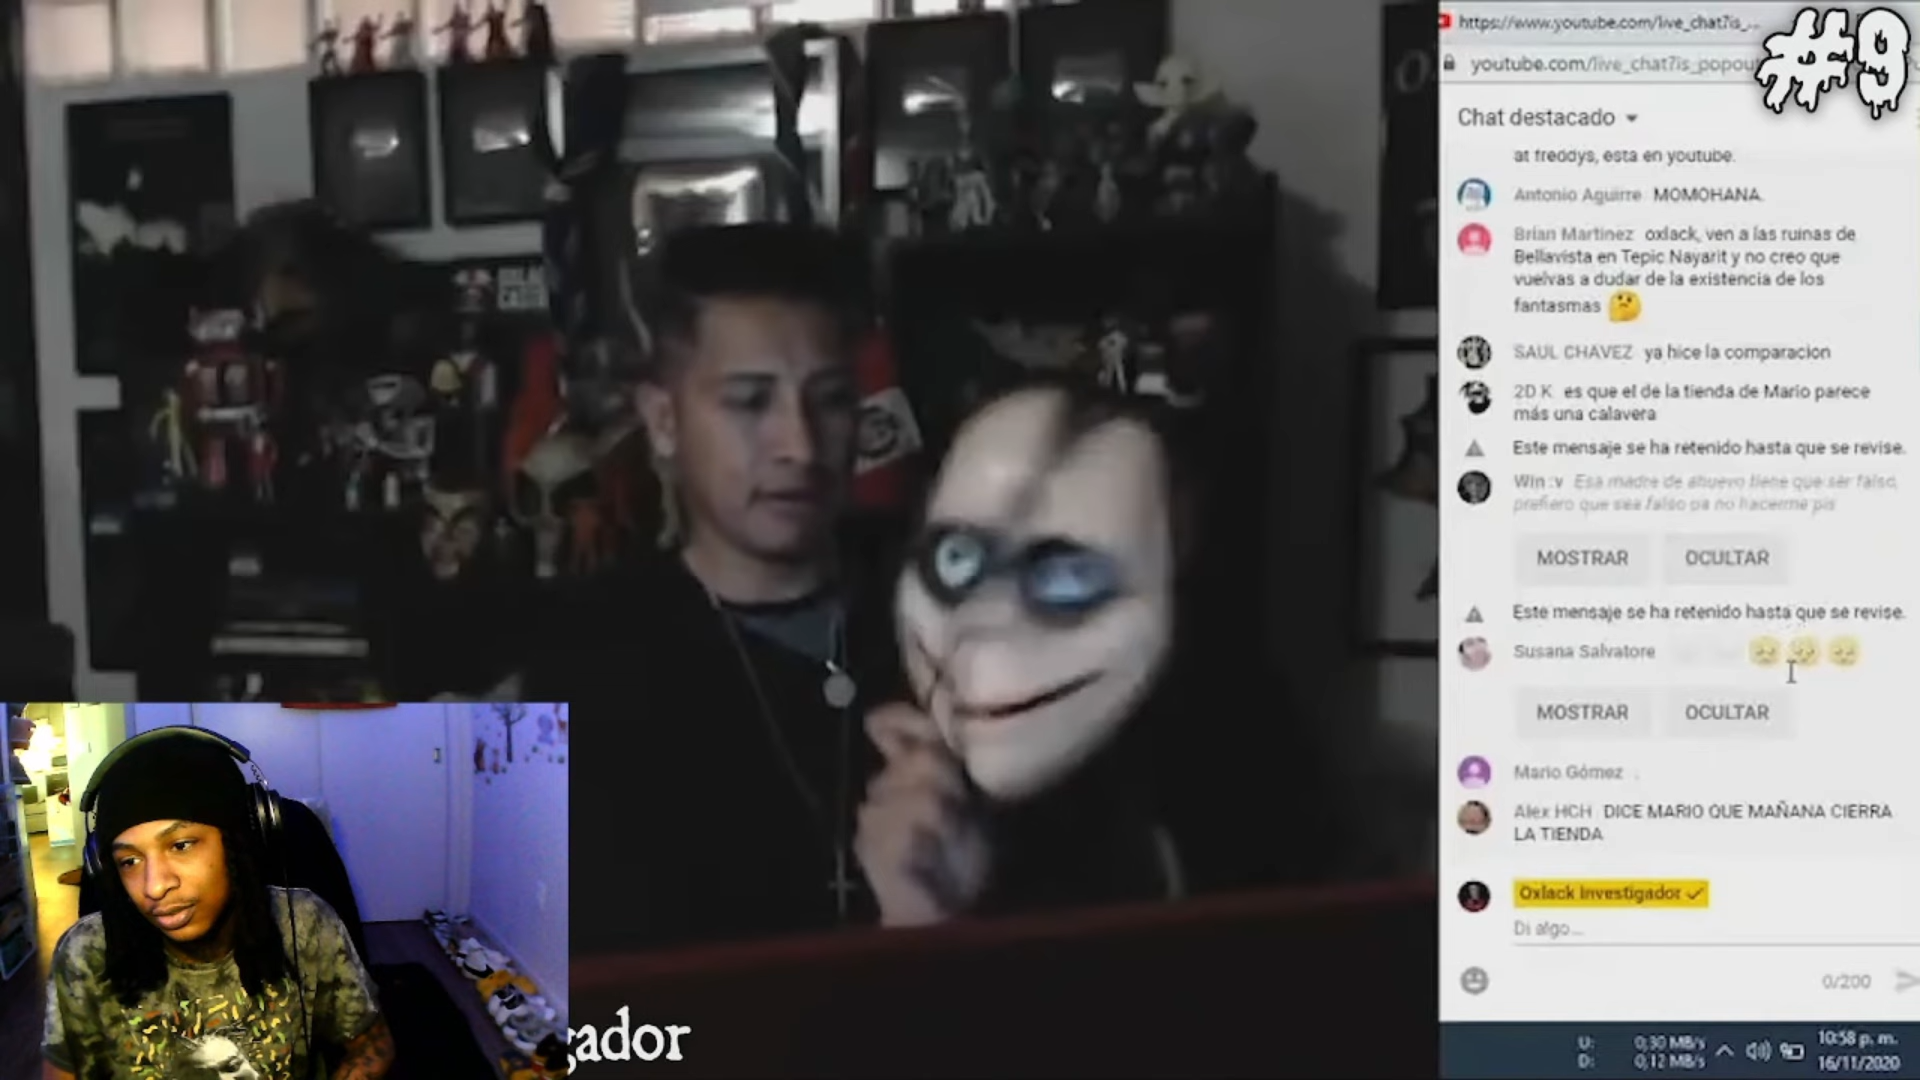 https://www.youtube.com/live_chat?is_...
youtube.com/live_chat?is_popou
#9
Chat destacado
at freddys, esta en youtube.
Antonio Aguirre MOMOHANA.
Brian Martinez oxlack, ven a las ruinas de
Bellavista en Tepic Nayarit y no creo que
vuelvas a dudar de la existencia de los
fantasmas 🤔
SAUL CHAVEZ ya hice la comparacion
2D K es que el de la tienda de Mario parece
más una calavera
Este mensaje se ha retenido hasta que se revise.
Win :v Esa madre de ahuevo tiene que ser falso,
prefiero que sea falso pa no hacerme pis
MOSTRAR OCULTAR
Este mensaje se ha retenido hasta que se revise.
Susana Salvatore
MOSTRAR OCULTAR
Mario Gómez .
Alex HCH DICE MARIO QUE MAÑANA CIERRA
LA TIENDA
Oxlack Investigador ✓
Di algo...
0/200
gador
U: 0,30 MB/s
D: 0,12 MB/s
10:58 p. m.
16/11/2020